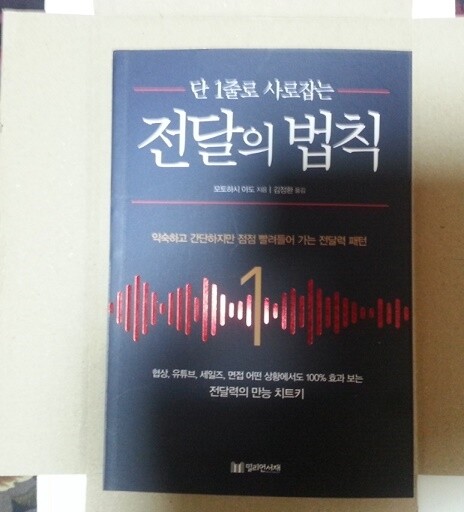 단 1줄로 사로잡는
전달의 법칙
모토하시 아도 지음 | 김정환 옮김
익숙하고 간단하지만 점점 빨려들어 가는 전달력 패턴
1
협상, 유튜브, 세일즈, 면접 어떤 상황에서도 100% 효과 보는
전달력의 만능 치트키
밀리언서재